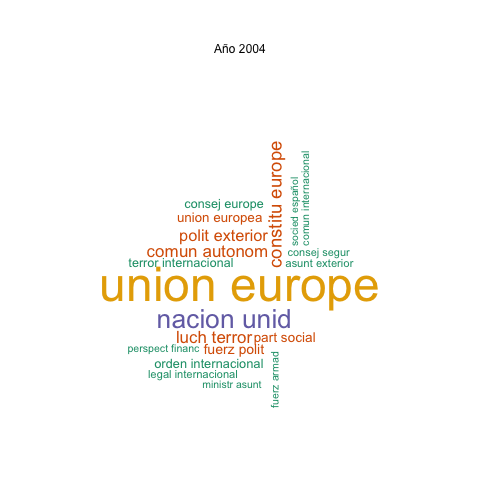 Año 2004
constitu europe
comun internacional
socied español
consej europe
union europea
polit exterior
comun autonom
consej segur
terror internacional
asunt exterior
union europe
nacion unid
luch terror
part social
perspect financ
fuerz polit
orden internacional
fuerz armad
legal internacional
ministr asunt